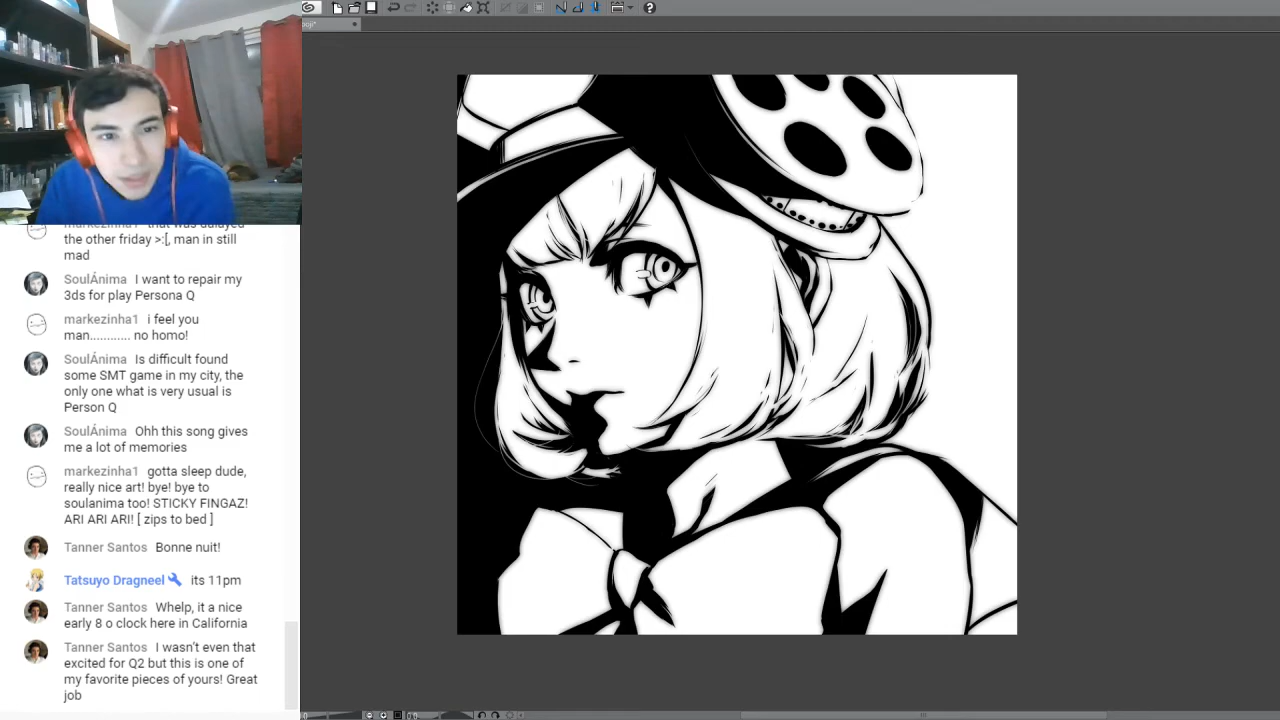 markezinha1 that was dulayed
the other friday >:[, man in still
mad
SoulÁnima I want to repair my
3ds for play Persona Q
markezinha1 i feel you
man............ no homo!
SoulÁnima Is difficult found
some SMT game in my city, the
only one what is very usual is
Person Q
SoulÁnima Ohh this song gives
me a lot of memories
markezinha1 gotta sleep dude,
really nice art! bye! bye to
soulanima too! STICKY FINGAZ!
ARI ARI ARI! [ zips to bed ]
Tanner Santos Bonne nuit!
Tatsuyo Dragneel its 11pm
Tanner Santos Whelp, it a nice
early 8 o clock here in California
Tanner Santos I wasn't even that
excited for Q2 but this is one of
my favorite pieces of yours! Great
job